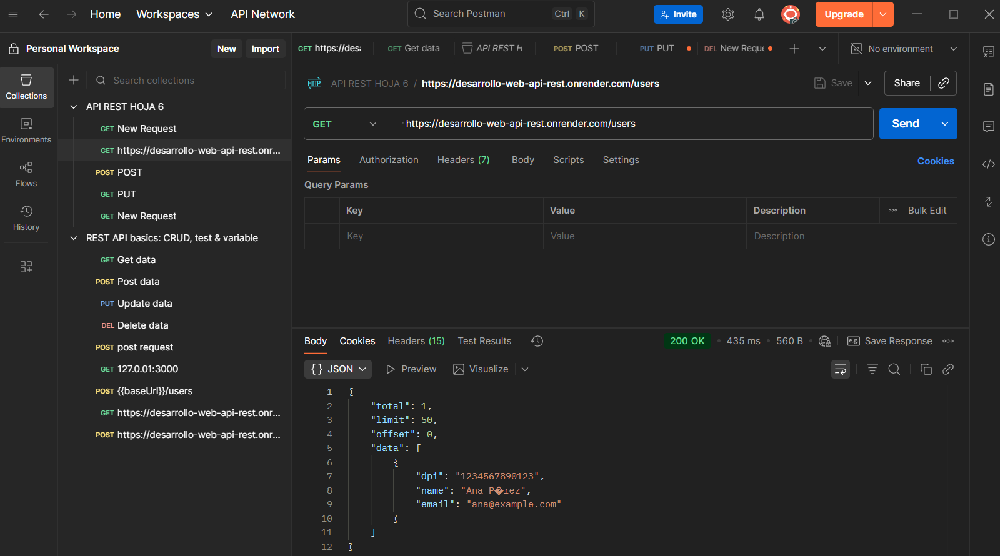 Home Workspaces API Network Search Postman Ctrl K Invite Upgrade
Personal Workspace New Import
GET https://desa GET Get data API REST H POST POST PUT PUT DEL New Reque No environment
Collections
Environments
Flows
History
Search collections
API REST HOJA 6
GET New Request
GET https://desarrollo-web-api-rest.onr...
POST POST
GET PUT
GET New Request
REST API basics: CRUD, test & variable
GET Get data
POST Post data
PUT Update data
DEL Delete data
POST post request
GET 127.0.01:3000
POST {{baseUrl}}/users
GET https://desarrollo-web-api-rest.onr...
POST https://desarrollo-web-api-rest.onr...
HTTP API REST HOJA 6 / https://desarrollo-web-api-rest.onrender.com/users Save Share
GET https://desarrollo-web-api-rest.onrender.com/users Send
Params Authorization Headers (7) Body Scripts Settings Cookies
Query Params
Key Value Description Bulk Edit
Key Value Description
Body Cookies Headers (15) Test Results 200 OK • 435 ms • 560 B • e.g. Save Response
{} JSON Preview Visualize
1 {
2 "total": 1,
3 "limit": 50,
4 "offset": 0,
5 "data": [
6 {
7 "dpi": "1234567890123",
8 "name": "Ana P�rez",
9 "email": "ana@example.com"
10 }
11 ]
12 }